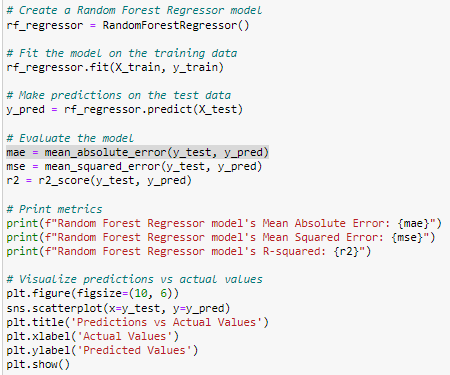 # Create a Random Forest Regressor model
rf_regressor = RandomForestRegressor()
# Fit the model on the training data
rf_regressor.fit(X_train, y_train)
# Make predictions on the test data
y_pred = rf_regressor.predict(X_test)
# Evaluate the model
mae = mean_absolute_error(y_test, y_pred)
mse = mean_squared_error(y_test, y_pred)
r2 = r2_score(y_test, y_pred)
# Print metrics
print(f"Random Forest Regressor model's Mean Absolute Error: {mae}")
print(f"Random Forest Regressor model's Mean Squared Error: {mse}")
print(f"Random Forest Regressor model's R-squared: {r2}")
# Visualize predictions vs actual values
plt.figure(figsize=(10, 6))
sns.scatterplot(x=y_test, y=y_pred)
plt.title('Predictions vs Actual Values')
plt.xlabel('Actual Values')
plt.ylabel('Predicted Values')
plt.show()